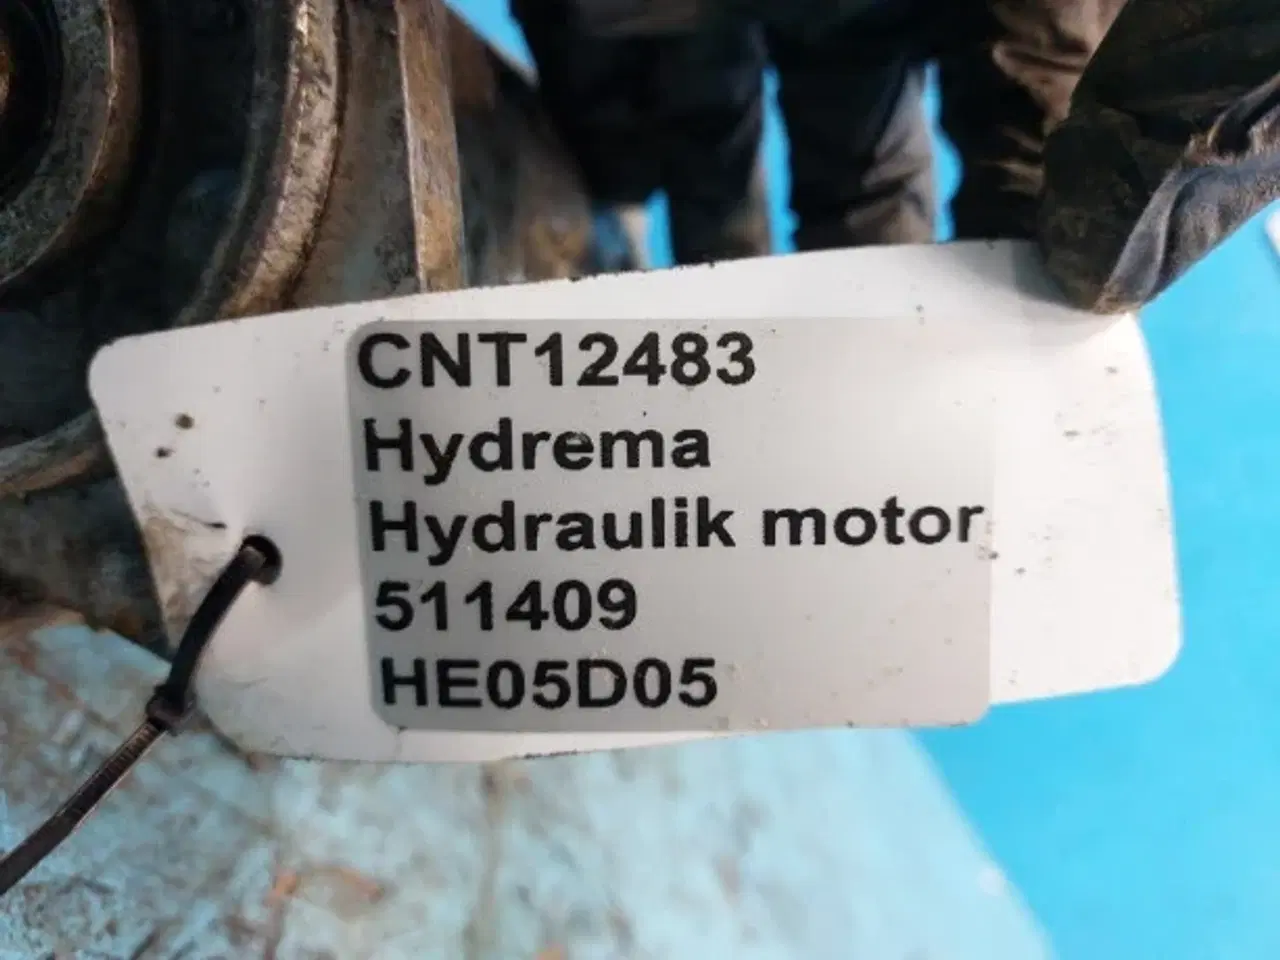 CNT12483
Hydrema
Hydraulik motor
511409
HE05D05